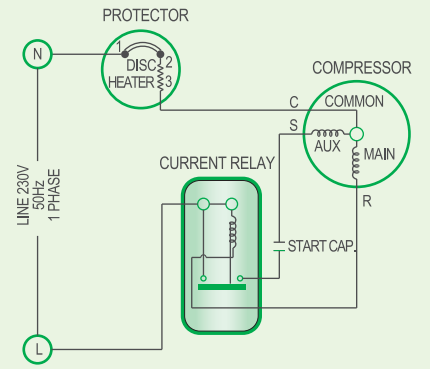 PROTECTOR
N
1
DISC
2
HEATER
3
COMPRESSOR
C
COMMON
S
AUX
MAIN
R
CURRENT RELAY
LINE 230V
50Hz
1 PHASE
START CAP.
L